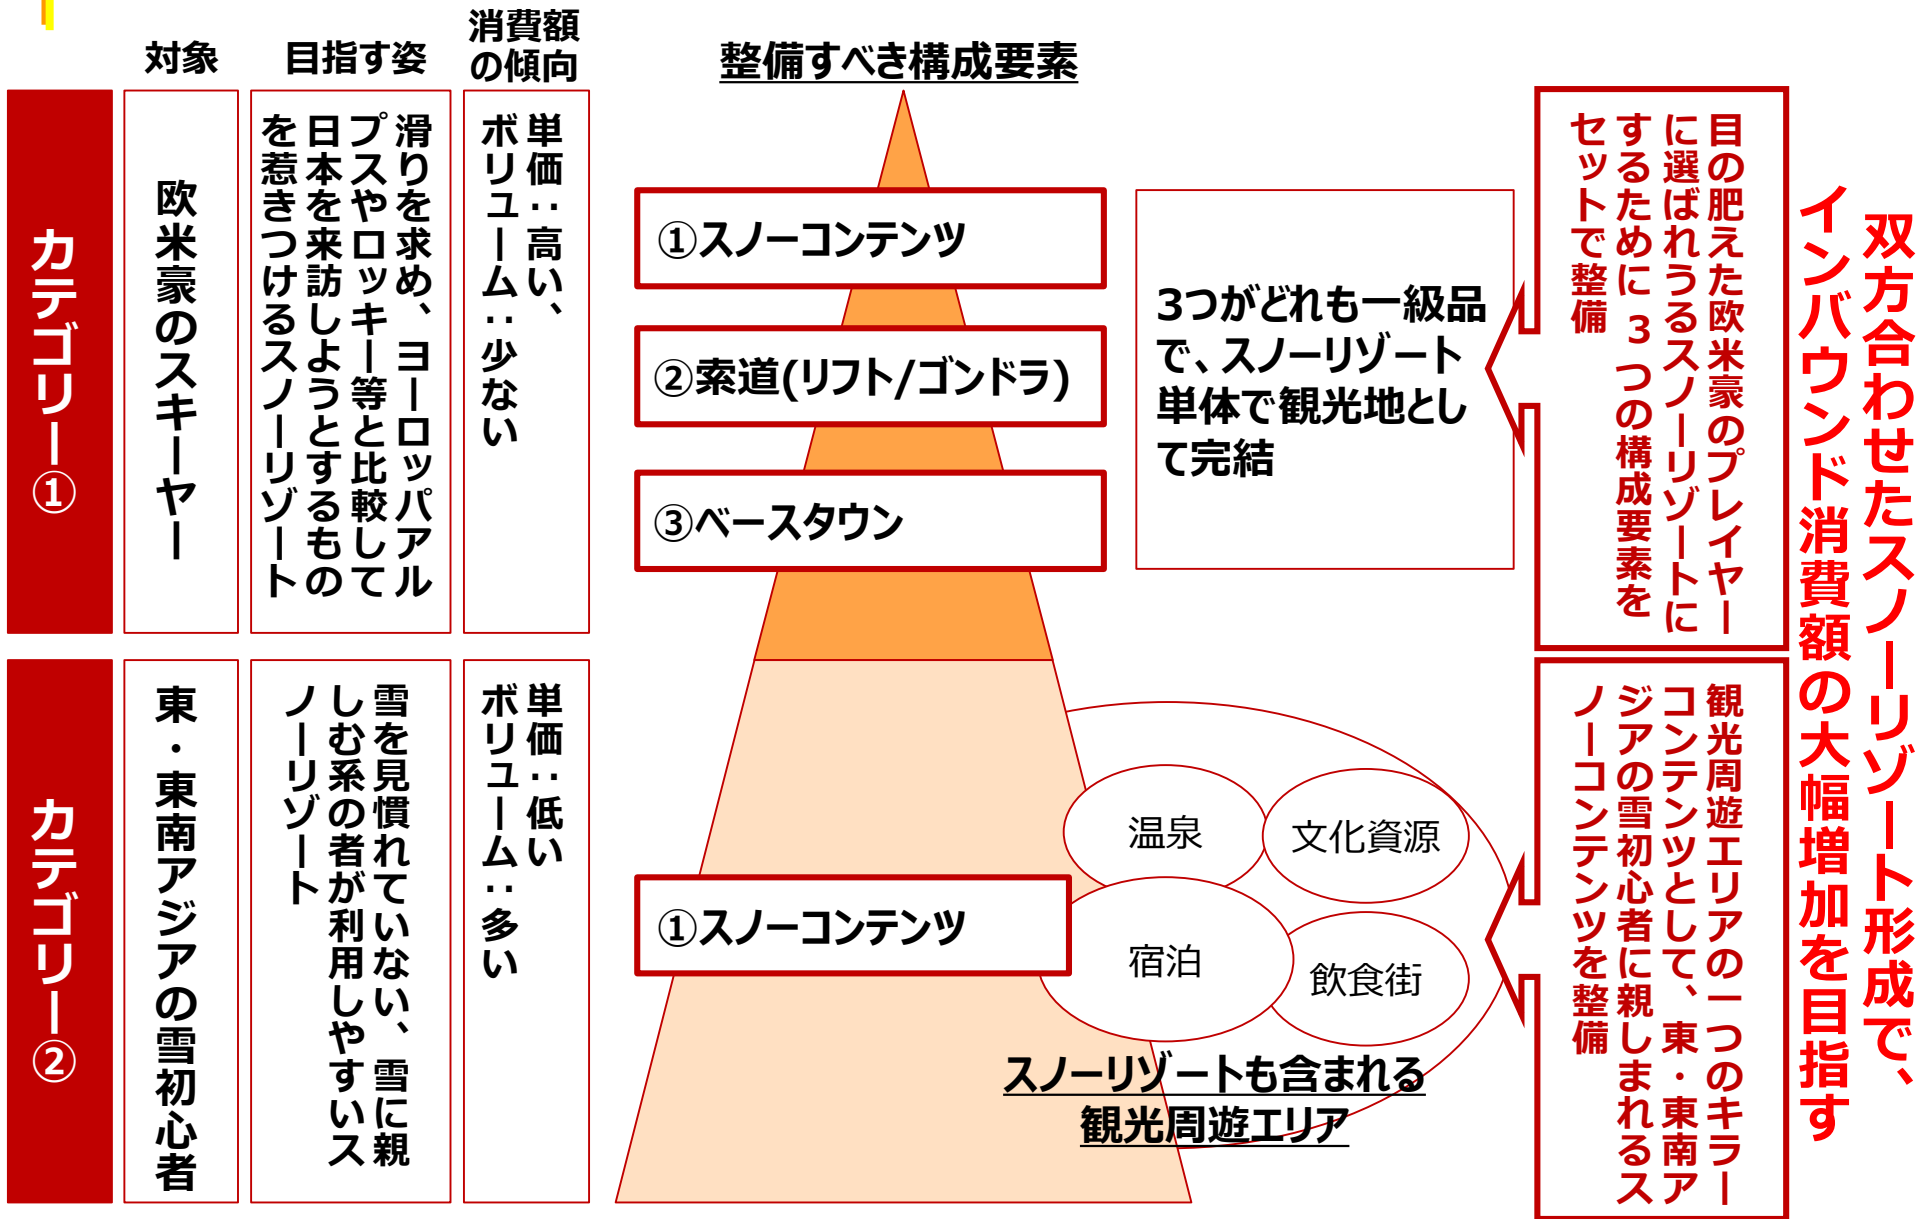 対象
目指す姿
消費額
の傾向
整備すべき構成要素
カテゴリー①
欧米豪のスキーヤー
滑りを求め、ヨーロッパアル
プスやロッキー等と比較して
日本を来訪しようとするもの
を惹きつけるスノーリゾート
単価：高い、
ボリューム：少ない
①スノーコンテンツ
②索道(リフト/ゴンドラ)
③ベースタウン
3つがどれも一級品
で、スノーリゾート
単体で観光地とし
て完結
目の肥えた欧米豪のプレイヤー
に選ばれうるスノーリゾートに
するために３つの構成要素を
セットで整備
カテゴリー②
東・東南アジアの雪初心者
雪を見慣れていない、雪に親
しむ系の者が利用しやすいス
ノーリゾート
単価：低い
ボリューム：多い
①スノーコンテンツ
温泉
文化資源
宿泊
飲食街
スノーリゾートも含まれる
観光周遊エリア
観光周遊エリアの一つのキラー
コンテンツとして、東・東南ア
ジアの雪初心者に親しまれるス
ノーコンテンツを整備
双方合わせたスノーリゾート形成で、
インバウンド消費額の大幅増加を目指す